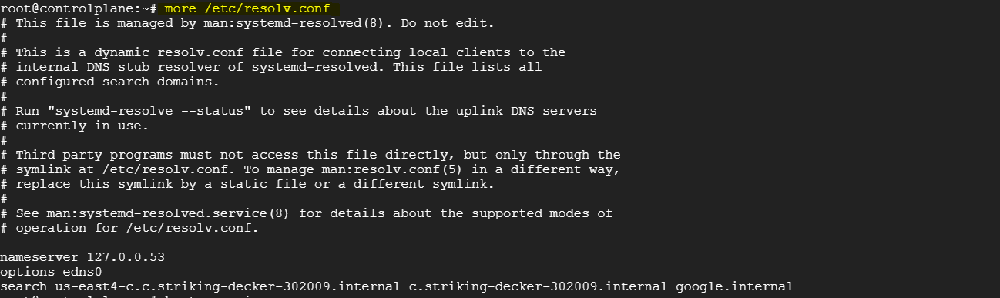 root@controlplane:~# more /etc/resolv.conf
# This file is managed by man:systemd-resolved(8). Do not edit.
#
# This is a dynamic resolv.conf file for connecting local clients to the
# internal DNS stub resolver of systemd-resolved. This file lists all
# configured search domains.
#
# Run "systemd-resolve --status" to see details about the uplink DNS servers
# currently in use.
#
# Third party programs must not access this file directly, but only through the
# symlink at /etc/resolv.conf. To manage man:resolv.conf(5) in a different way,
# replace this symlink by a static file or a different symlink.
#
# See man:systemd-resolved.service(8) for details about the supported modes of
# operation for /etc/resolv.conf.
nameserver 127.0.0.53
options edns0
search us-east4-c.c.striking-decker-302009.internal c.striking-decker-302009.internal google.internal